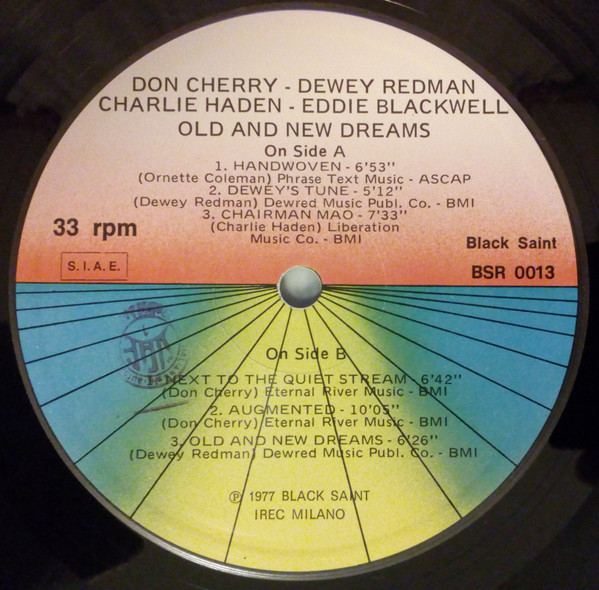 DON CHERRY - DEWEY REDMAN
CHARLIE HADEN - EDDIE BLACKWELL
OLD AND NEW DREAMS
On Side A
1. HANDWOVEN - 6'53''
(Ornette Coleman) Phrase Text Music - ASCAP
2. DEWEY'S TUNE - 5'12''
(Dewey Redman) Dewred Music Publ. Co. - BMI
3. CHAIRMAN MAO - 7'33''
(Charlie Haden) Liberation
Music Co. - BMI
33 rpm
S.I.A.E.
Black Saint
BSR 0013
On Side B
1. NEXT TO THE QUIET STREAM - 6'42''
(Don Cherry) Eternal River Music - BMI
2. AUGMENTED - 10'05''
(Don Cherry) Eternal River Music - BMI
3. OLD AND NEW DREAMS - 6'26''
(Dewey Redman) Dewred Music Publ. Co. - BMI
℗ 1977 BLACK SAINT
IREC MILANO